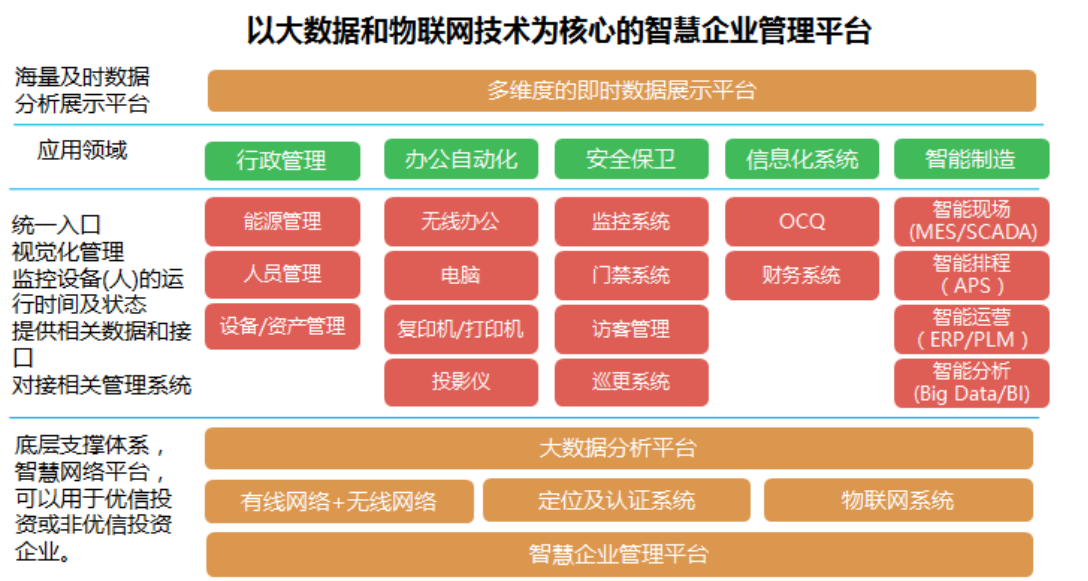 以大数据和物联网技术为核心的智慧企业管理平台
海量及时数据
分析展示平台
多维度的即时数据展示平台
应用领域
行政管理
办公自动化
安全保卫
信息化系统
智能制造
统一入口
视觉化管理
监控设备(人)的运
行时间及状态
提供相关数据和接
口
对接相关管理系统
能源管理
人员管理
设备/资产管理
无线办公
电脑
复印机/打印机
投影仪
监控系统
门禁系统
访客管理
巡更系统
OCQ
财务系统
智能现场
(MES/SCADA)
智能排程
（APS）
智能运营
（ERP/PLM）
智能分析
(Big Data/BI)
底层支撑体系，
智慧网络平台，
可以用于优信投
资或非优信投资
企业。
大数据分析平台
有线网络+无线网络
定位及认证系统
物联网系统
智慧企业管理平台